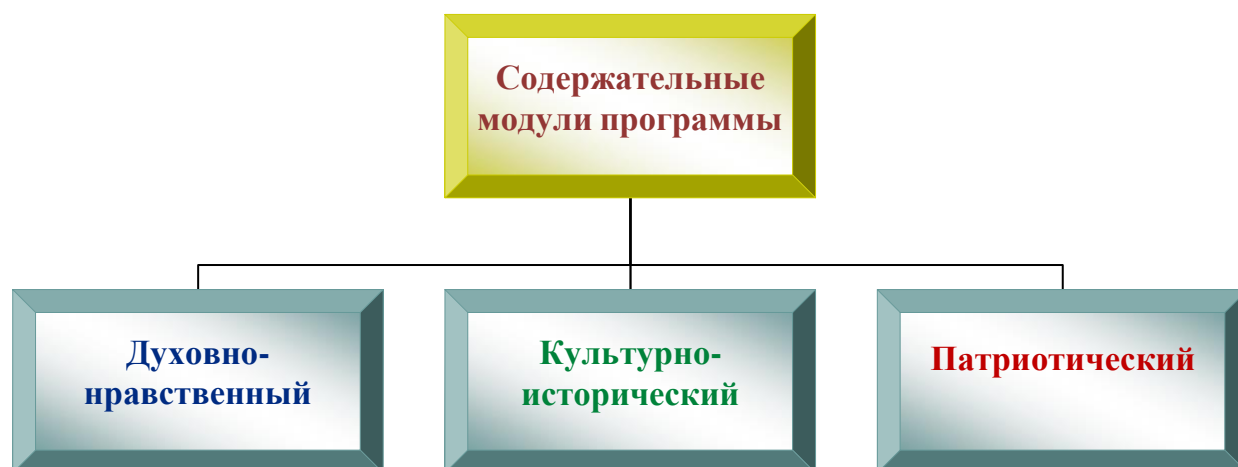 Содержательные
модули программы
Духовно-
нравственный
Культурно-
исторический
Патриотический